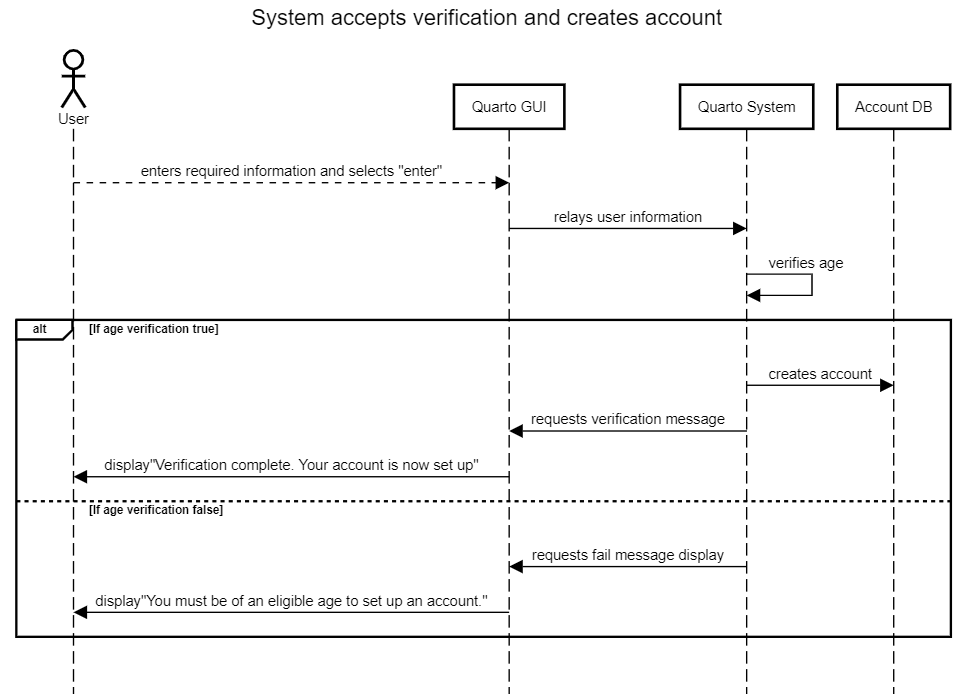 System accepts verification and creates account
User
Quarto GUI
Quarto System
Account DB
enters required information and selects "enter"
relays user information
verifies age
alt
[If age verification true]
creates account
requests verification message
display"Verification complete. Your account is now set up"
[If age verification false]
requests fail message display
display"You must be of an eligible age to set up an account."